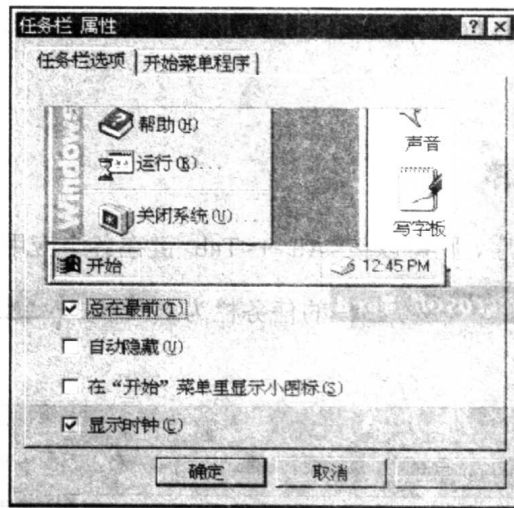 任务栏 属性
任务栏选项 开始菜单程序
Windows
帮助(H)
运行(R)...
关闭系统(U)...
声音
写字板
开始 12:45 PM
总在最前(T)
自动隐藏(U)
在“开始”菜单里显示小图标(S)
显示时钟(C)
确定 取消